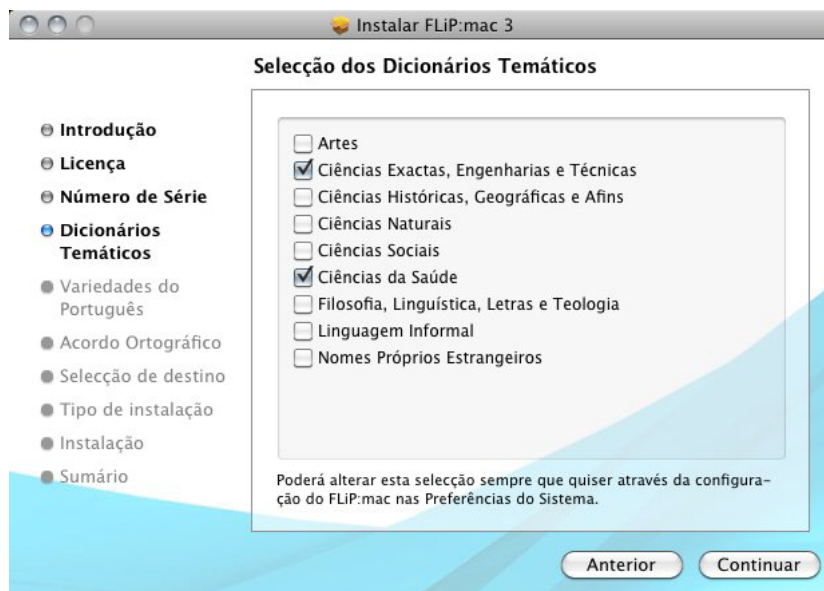 Instalar FLiP:mac 3
Selecção dos Dicionários Temáticos
Introdução
Licença
Número de Série
Dicionários
Temáticos
Variedades do
Português
Acordo Ortográfico
Selecção de destino
Tipo de instalação
Instalação
Sumário
Artes
Ciências Exactas, Engenharias e Técnicas
Ciências Históricas, Geográficas e Afins
Ciências Naturais
Ciências Sociais
Ciências da Saúde
Filosofia, Linguística, Letras e Teologia
Linguagem Informal
Nomes Próprios Estrangeiros
Poderá alterar esta selecção sempre que quiser através da configura-
ção do FLiP:mac nas Preferências do Sistema.
Anterior
Continuar